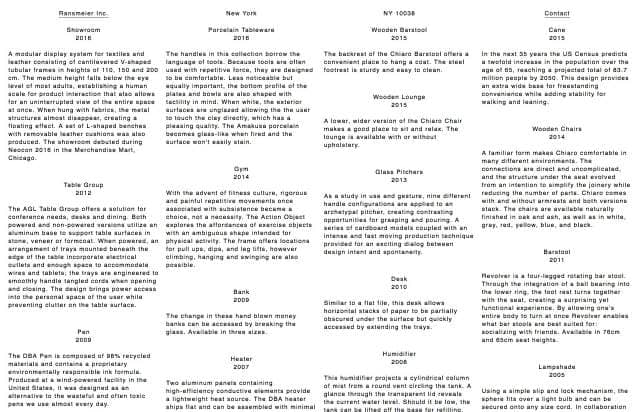 Ransmeier Inc.
New York
NY 10038
Contact
Showroom
2016
A modular display system for textiles and
leather consisting of cantilevered V-shaped
tubular frames in heights of 110, 150 and 200
cm. The medium height falls below the eye
level of most adults, establishing a human
scale for product interaction that also allows
for an uninterrupted view of the entire space
at once. When hung with fabrics, the metal
structures almost disappear, creating a
floating effect. A set of L-shaped benches
with removable leather cushions was also
produced. The showroom debuted during
Neocon 2016 in the Merchandise Mart,
Chicago.
Table Group
2012
The AGL Table Group offers a solution for
conference needs, desks and dining. Both
powered and non-powered versions utilize an
aluminum base to support table surfaces in
stone, veneer or formocat. When powered, an
arrangement of trays mounted beneath the
edge of the table incorporate electrical
outlets and enough space to accommodate
wires and tablets; the trays are engineered to
smoothly handle tangled cords when opening
and closing. The design brings power access
into the personal space of the user while
preventing clutter on the table surface.
Pen
2009
The DBA Pen is composed of 98% recycled
materials and contains a proprietary
environmentally responsible ink formula.
Produced at a wind-powered facility in the
United States, it was designed as an
alternative to the wasteful and often toxic
pens we use almost every day.
Porcelain Tableware
2016
The handles in this collection borrow the
language of tools. Because tools are often
used with repetitive force, they are designed
to be comfortable. Less noticeable but
equally important, the bottom profile of the
plates and bowls are also shaped with
tactility in mind. When white, the exterior
surfaces are unglazed allowing the the user
to touch the clay directly, which has a
pleasing quality. The Amakusa porcelain
becomes glass-like when fired and the
surface won't easily stain.
Gym
2014
With the advent of fitness culture, rigorous
and painful repetitive movements once
associated with subsistence became a
choice, not a necessity. The Action Object
explores the affordances of exercise objects
with an ambiguous shape intended for
physical activity. The frame offers locations
for pull ups, dips, and leg lifts, however
climbing, hanging and swinging are also
possible.
Bank
2009
The change in these hand blown money
banks can be accessed by breaking the
glass. Available in three sizes.
Heater
2007
Two aluminum panels containing
high-efficiency conductive elements provide
a lightweight heat source. The DBA heater
ships flat and can be assembled with minimal
Wooden Barstool
2015
The backrest of the Chiaro Barstool offers a
convenient place to hang a coat. The steel
footrest is sturdy and easy to clean.
Wooden Lounge
2015
A lower, wider version of the Chiaro Chair
makes a good place to sit and relax. The
lounge is available with or without
upholstery.
Glass Pitchers
2013
As a study in use and gesture, nine different
handle configurations are applied to an
archetypal pitcher, creating contrasting
opportunities for grasping and pouring. A
series of cardboard models coupled with an
intense and fast moving production technique
provided for an exciting dialog between
design intent and spontaneity.
Desk
2010
Similar to a flat file, this desk allows
horizontal stacks of paper to be partially
obscured under the surface but quickly
accessed by extending the trays.
Humidifier
2008
This humidifier projects a cylindrical column
of mist from a round vent circling the tank. A
glance through the transparent lid reveals
the current water level. Should it be low, the
tank can be lifted off the base for refilling.
Cane
2015
In the next 35 years the US Census predicts
a twofold increase in the population over the
age of 65, reaching a projected total of 83.7
million people by 2050. This design provides
an extra wide base for freestanding
convenience while adding stability for
walking and leaning.
Wooden Chairs
2014
A familiar form makes Chiaro comfortable in
many different environments. The
connections are direct and uncomplicated,
and the structure under the seat evolved
from an intention to simplify the joinery while
reducing the number of parts. Chiaro comes
with and without armrests and both versions
stack. The chairs are available naturally
finished in oak and ash, as well as in white,
gray, red, yellow, blue, and black.
Barstool
2011
Revolver is a four-legged rotating bar stool.
Through the integration of a ball bearing into
the lower ring, the foot rest turns together
with the seat, creating a surprising yet
functional experience. By allowing one's
entire body to turn at once Revolver enables
what bar stools are best suited for:
socializing with friends. Available in 76cm
and 65cm seat heights.
Lampshade
2005
Using a simple slip and lock mechanism, the
sphere fits over a light bulb and can be
secured onto any size cord. In collaboration